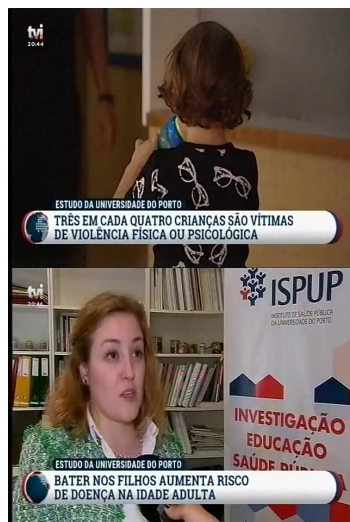 tvi
20:44
ESTUDO DA UNIVERSIDADE DO PORTO
TRÊS EM CADA QUATRO CRIANÇAS SÃO VÍTIMAS
DE VIOLÊNCIA FÍSICA OU PSICOLÓGICA
tvi
ISPUP
INSTITUTO DE SAÚDE PÚBLICA
DA UNIVERSIDADE DO PORTO
INVESTIGAÇÃO
EDUCAÇÃO
SAÚDE PÚBLICA
ESTUDO DA UNIVERSIDADE DO PORTO
BATER NOS FILHOS AUMENTA RISCO
DE DOENÇA NA IDADE ADULTA